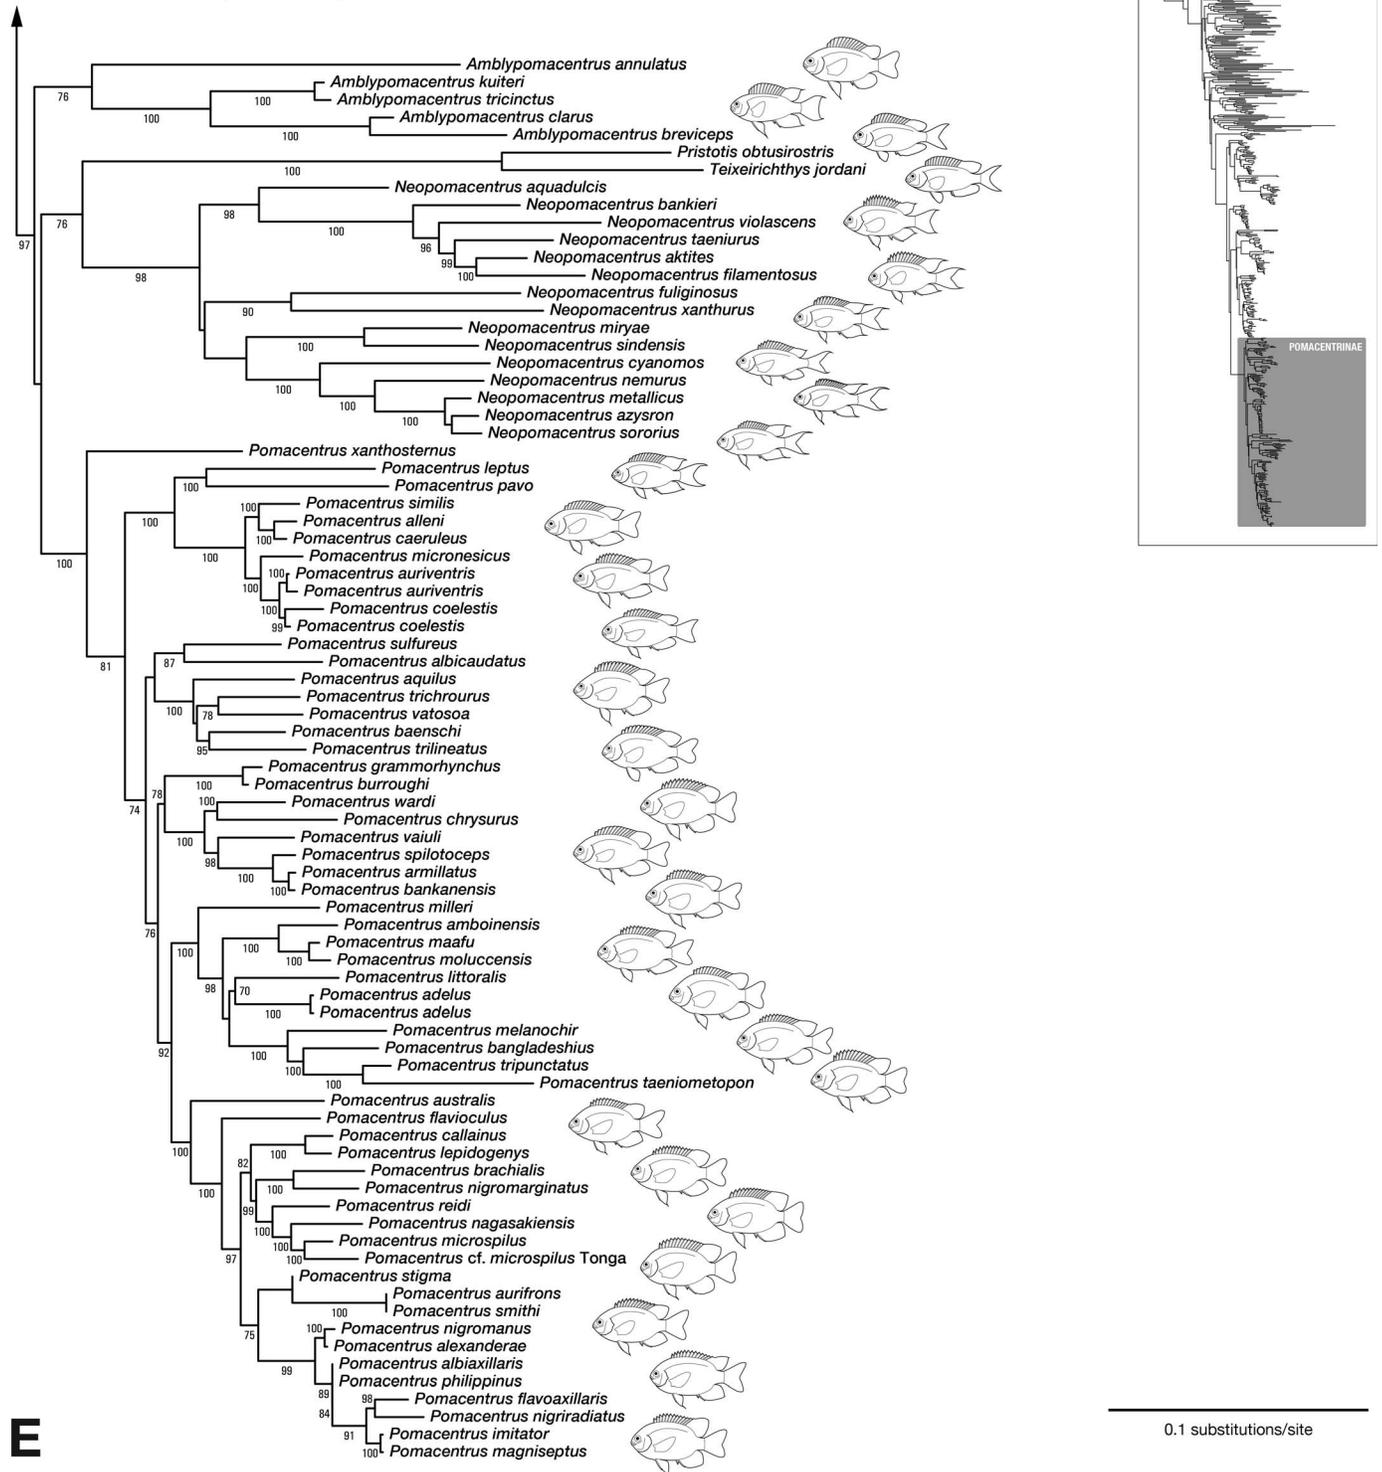 Amblypomacentrus annulatus
Amblypomacentrus kuiteri
76
100
Amblypomacentrus tricinctus
Amblypomacentrus clarus
100
100
Amblypomacentrus breviceps
Pristotis obtusirostris
100
Teixeirichthys jordani
Neopomacentrus aquadulcis
98
Neopomacentrus bankieri
76
100
Neopomacentrus violascens
97
96
Neopomacentrus taeniurus
99
Neopomacentrus aktites
98
100
Neopomacentrus filamentosus
Neopomacentrus fuliginosus
90
Neopomacentrus xanthurus
Neopomacentrus miryae
100
Neopomacentrus sindensis
Neopomacentrus cyanomos
100
Neopomacentrus nemurus
100
Neopomacentrus metallicus
100
Neopomacentrus azysron
Neopomacentrus sororius
Pomacentrus xanthosternus
Pomacentrus leptus
100
Pomacentrus pavo
100
Pomacentrus similis
100
Pomacentrus alleni
100
Pomacentrus caeruleus
100
100
Pomacentrus micronesicus
100
Pomacentrus auriventris
100
Pomacentrus auriventris
100
Pomacentrus coelestis
99
Pomacentrus coelestis
Pomacentrus sulfureus
81
87
Pomacentrus albicaudatus
Pomacentrus aquilus
Pomacentrus trichrourus
100
78
Pomacentrus vatosoa
Pomacentrus baenschi
95
Pomacentrus trilineatus
Pomacentrus grammorhynchus
100
Pomacentrus burroughi
78
100
Pomacentrus wardi
74
Pomacentrus chrysurus
100
Pomacentrus vaiuli
98
Pomacentrus spilotoceps
100
Pomacentrus armillatus
100
Pomacentrus bankanensis
Pomacentrus milleri
Pomacentrus amboinensis
76
100
100
Pomacentrus maafu
100
Pomacentrus moluccensis
Pomacentrus littoralis
98
70
Pomacentrus adelus
100
Pomacentrus adelus
Pomacentrus melanochir
92
100
Pomacentrus bangladeshius
100
Pomacentrus tripunctatus
100
Pomacentrus taeniometopon
Pomacentrus australis
Pomacentrus flavioculus
Pomacentrus callainus
100
100
Pomacentrus lepidogenys
82
Pomacentrus brachialis
100
100
Pomacentrus nigromarginatus
99
Pomacentrus reidi
100
Pomacentrus nagasakiensis
100
Pomacentrus microspilus
97
100
Pomacentrus cf. microspilus Tonga
Pomacentrus stigma
Pomacentrus aurifrons
100
Pomacentrus smithi
75
100
Pomacentrus nigromanus
Pomacentrus alexanderae
99
Pomacentrus albiaxillaris
Pomacentrus philippinus
89
98
Pomacentrus flavoaxillaris
84
Pomacentrus nigriradiatus
91
Pomacentrus imitator
100
Pomacentrus magniseptus
E
POMACENTRINAE
0.1 substitutions/site